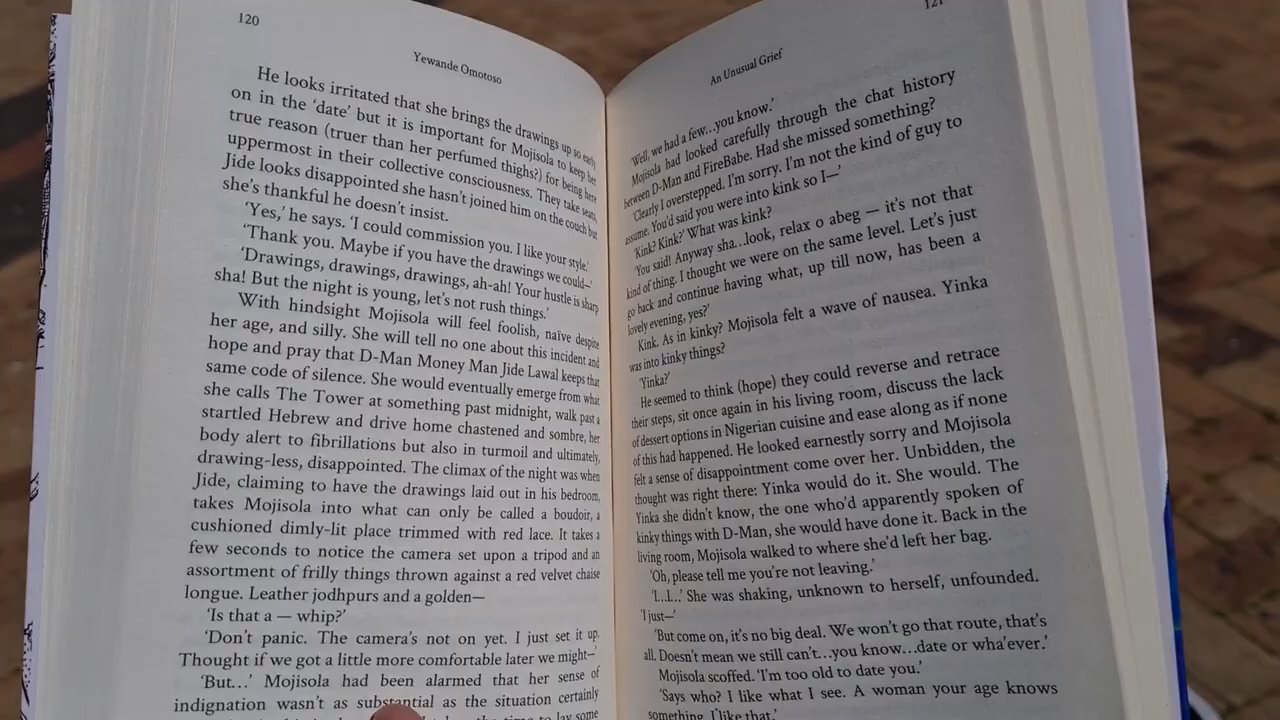 120
Yewande Omotoso
He looks irritated that she brings the drawings up so early
on in the ‘date’ but it is important for Mojisola to keep her
true reason (truer than her perfumed thighs?) for being here
uppermost in their collective consciousness. They take seats,
Jide looks disappointed she hasn’t joined him on the couch but
she’s thankful he doesn’t insist.
‘Yes,’ he says. ‘I could commission you. I like your style.’
‘Thank you. Maybe if you have the drawings we could—’
‘Drawings, drawings, drawings, ah-ah! Your hustle is sharp
sha! But the night is young, let’s not rush things.’
With hindsight Mojisola will feel foolish, naïve despite
her age, and silly. She will tell no one about this incident and
hope and pray that D-Man Money Man Jide Lawal keeps that
same code of silence. She would eventually emerge from what
she calls The Tower at something past midnight, walk past a
startled Hebrew and drive home chastened and sombre, her
body alert to fibrillations but also in turmoil and ultimately,
drawing-less, disappointed. The climax of the night was when
Jide, claiming to have the drawings laid out in his bedroom,
takes Mojisola into what can only be called a boudoir, a
cushioned dimly-lit place trimmed with red lace. It takes a
few seconds to notice the camera set upon a tripod and an
assortment of frilly things thrown against a red velvet chaise
longue. Leather jodhpurs and a golden—
‘Is that a — whip?’
‘Don’t panic. The camera’s not on yet. I just set it up.
Thought if we got a little more comfortable later we might—’
‘But…’ Mojisola had been alarmed that her sense of
indignation wasn’t as substantial as the situation certainly
the time to lay some
121
An Unusual Grief
‘Well, we had a few…you know.’
Mojisola had looked carefully through the chat history
between D-Man and FireBabe. Had she missed something?
‘Clearly I overstepped. I’m sorry. I’m not the kind of guy to
assume. You’d said you were into kink so I—’
‘Kink? Kink?’ What was kink?
‘You said! Anyway sha…look, relax o abeg — it’s not that
kind of thing. I thought we were on the same level. Let’s just
go back and continue having what, up till now, has been a
lovely evening, yes?’
Kink. As in kinky? Mojisola felt a wave of nausea. Yinka
was into kinky things?
‘Yinka?’
He seemed to think (hope) they could reverse and retrace
their steps, sit once again in his living room, discuss the lack
of dessert options in Nigerian cuisine and ease along as if none
of this had happened. He looked earnestly sorry and Mojisola
felt a sense of disappointment come over her. Unbidden, the
thought was right there: Yinka would do it. She would. The
Yinka she didn’t know, the one who’d apparently spoken of
kinky things with D-Man, she would have done it. Back in the
living room, Mojisola walked to where she’d left her bag.
‘Oh, please tell me you’re not leaving.’
‘I…I…’ She was shaking, unknown to herself, unfounded.
‘I just—’
‘But come on, it’s no big deal. We won’t go that route, that’s
all. Doesn’t mean we still can’t…you know…date or wha’ever.’
Mojisola scoffed. ‘I’m too old to date you.’
‘Says who? I like what I see. A woman your age knows
something. I like that.’